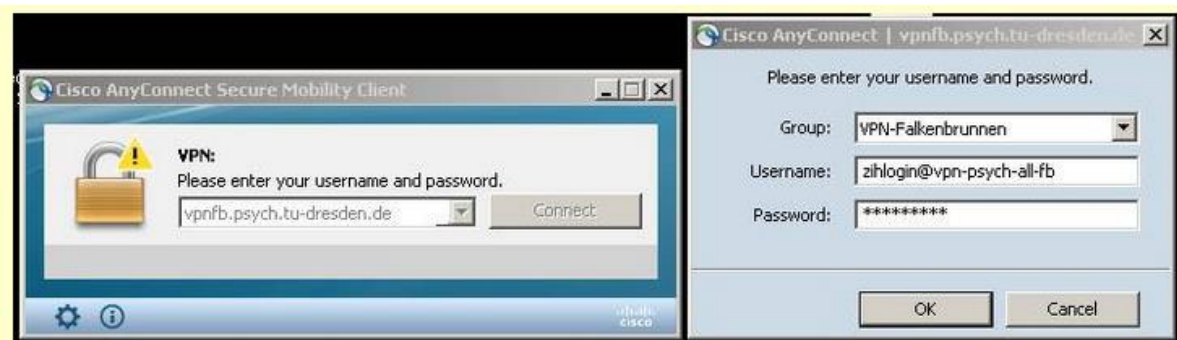 Cisco AnyConnect Secure Mobility Client
VPN:
Please enter your username and password.
vpnfb.psych.tu-dresden.de
Connect
cisco
Cisco AnyConnect | vpnfb.psych.tu-dresden.de
Please enter your username and password.
Group: VPN-Falkenbrunnen
Username: zihlogin@vpn-psych-all-fb
Password: *********
OK Cancel